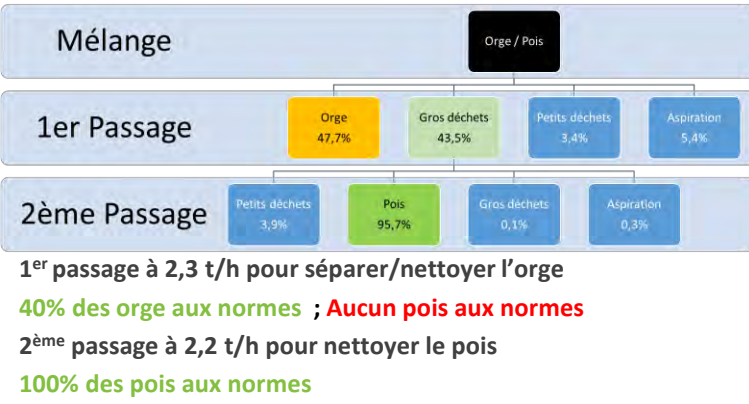 Mélange
Orge / Pois
1er Passage
Orge
47,7%
Gros déchets
43,5%
Petits déchets
3,4%
Aspiration
5,4%
2ème Passage
Petits déchets
3,9%
Pois
95,7%
Gros déchets
0,1%
Aspiration
0,3%
1er passage à 2,3 t/h pour séparer/nettoyer l’orge
40% des orge aux normes ; Aucun pois aux normes
2ème passage à 2,2 t/h pour nettoyer le pois
100% des pois aux normes